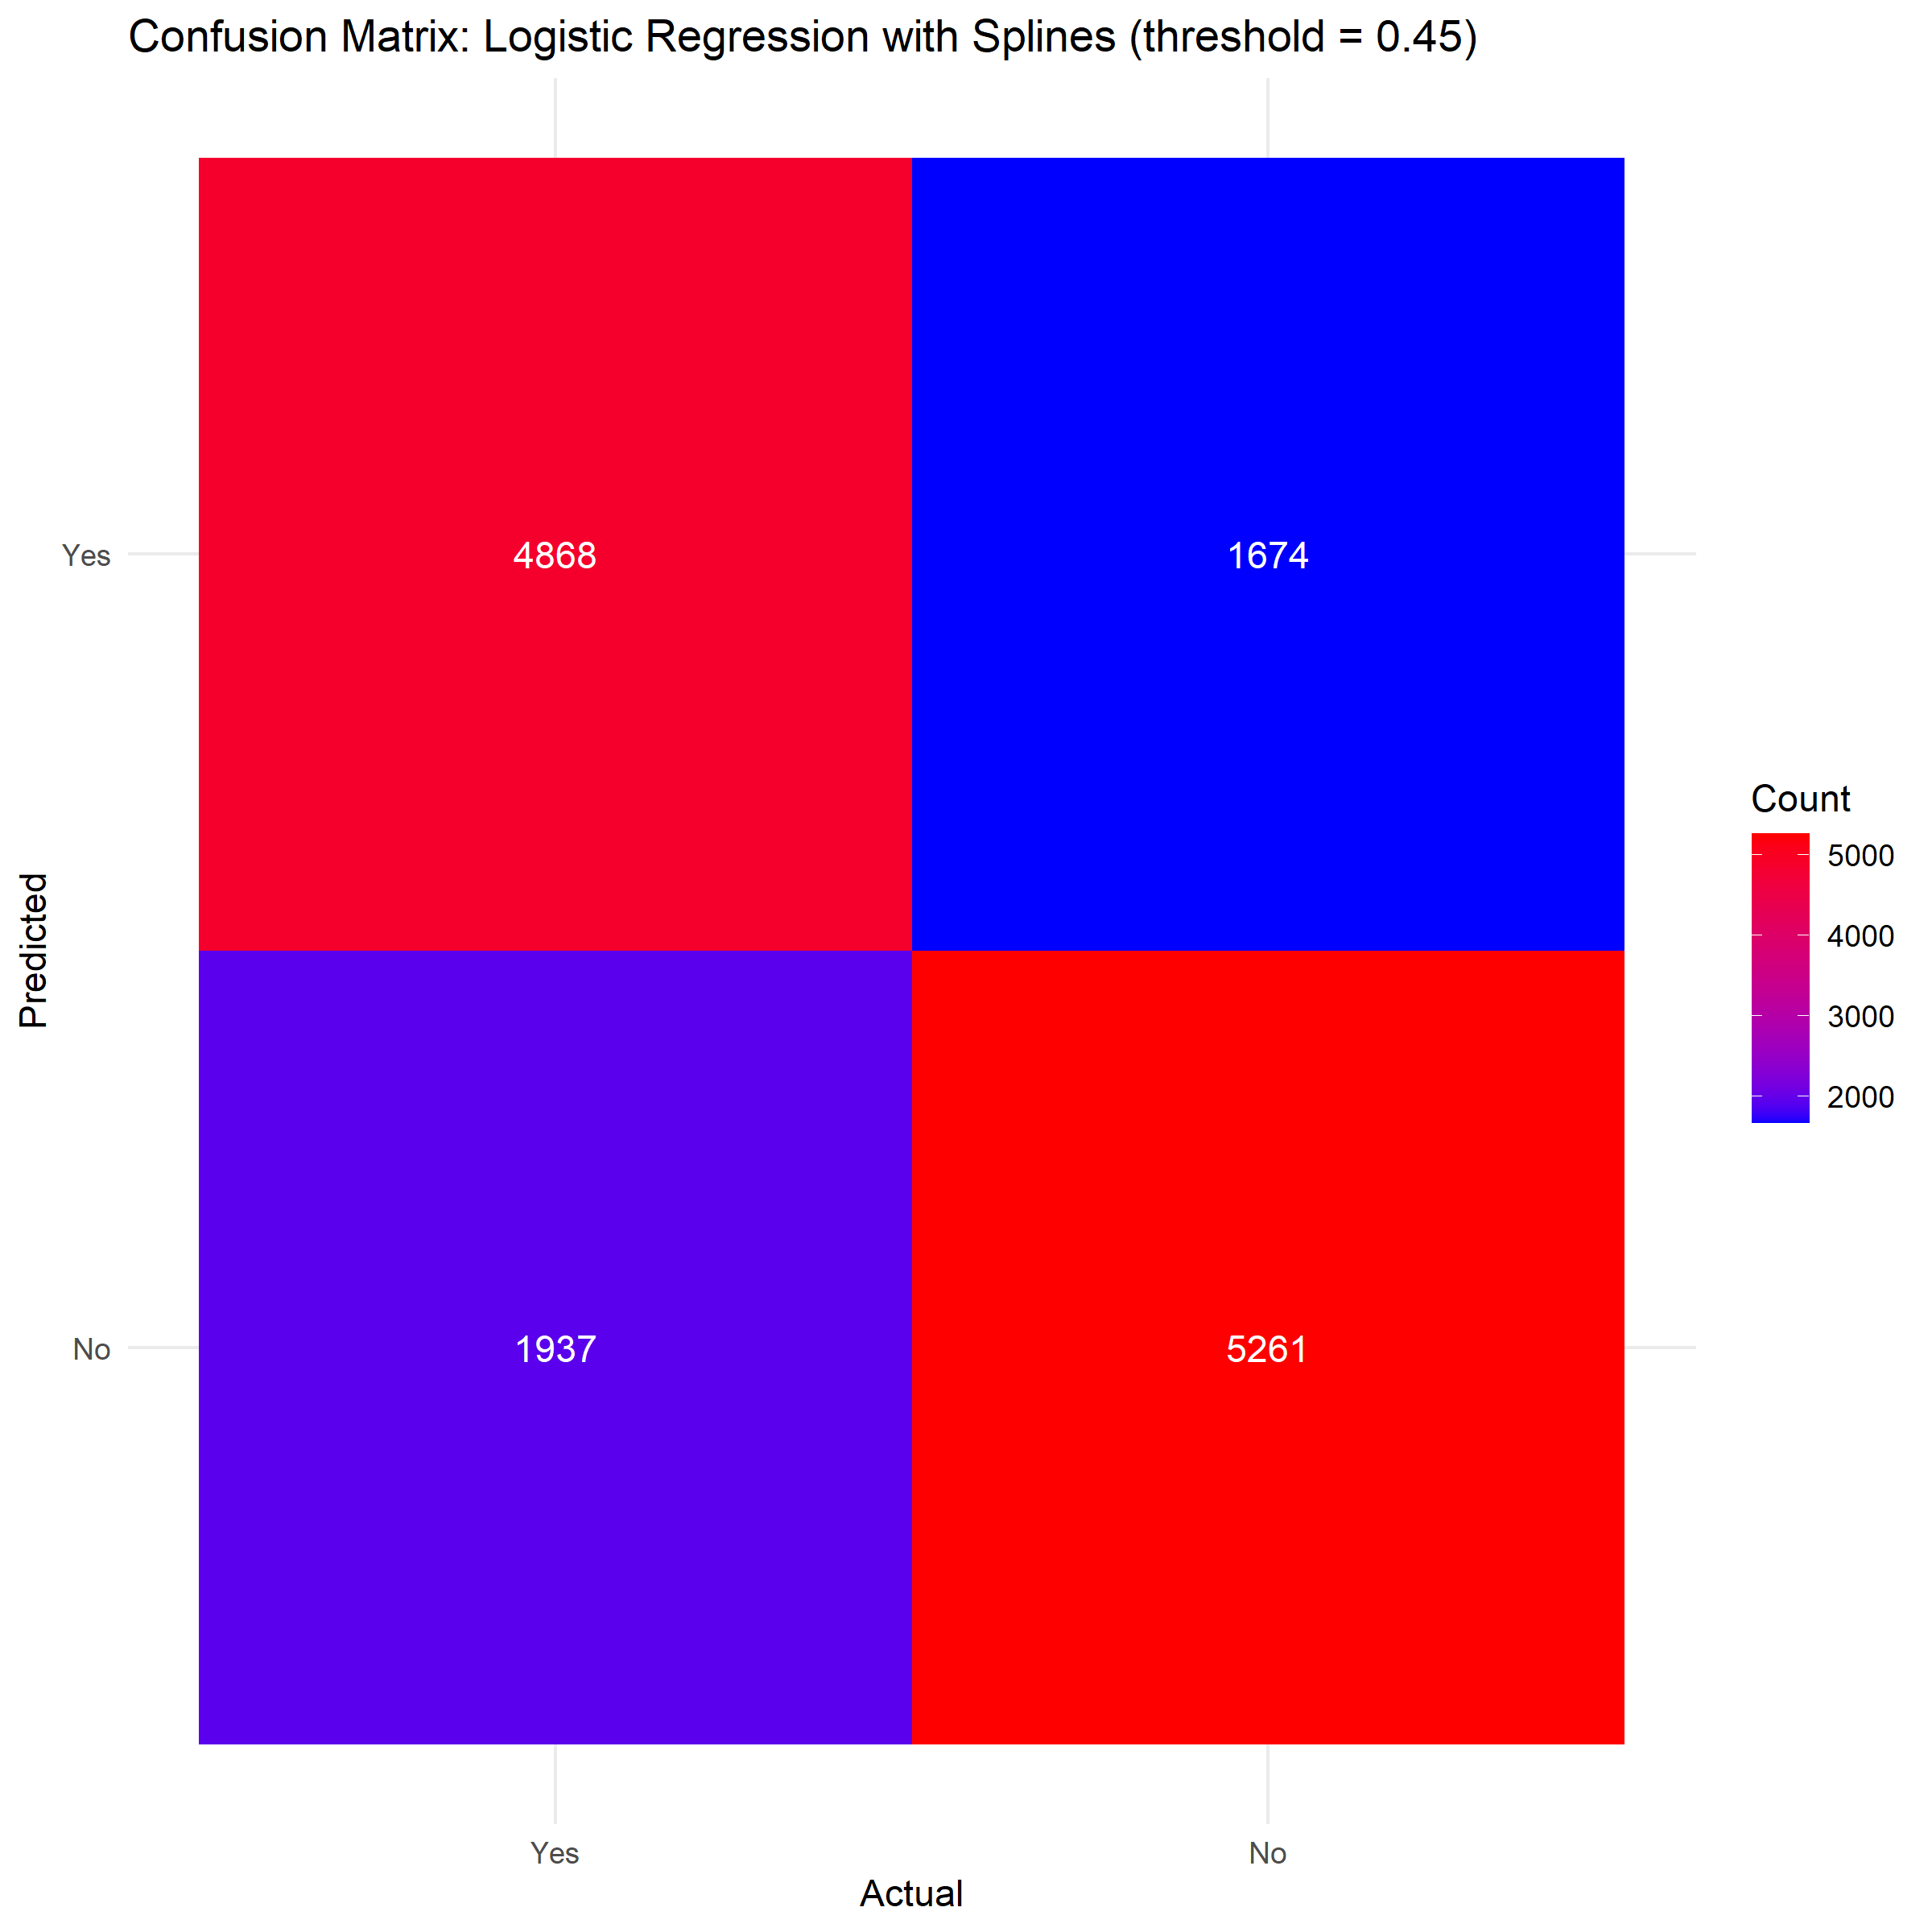 Confusion Matrix: Logistic Regression with Splines (threshold = 0.45)
Predicted
Yes
No
4868
1674
1937
5261
Yes
No
Actual
Count
5000
4000
3000
2000